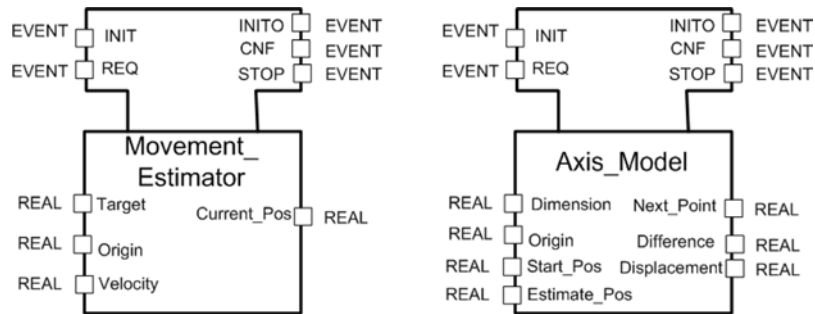 EVENT INIT INITO EVENT
EVENT REQ CNF EVENT
STOP EVENT
Movement_
Estimator
REAL Target
Current_Pos REAL
REAL Origin
REAL Velocity
EVENT INIT INITO EVENT
EVENT REQ CNF EVENT
STOP EVENT
Axis_Model
REAL Dimension Next_Point REAL
REAL Origin Difference REAL
REAL Start_Pos Displacement REAL
REAL Estimate_Pos